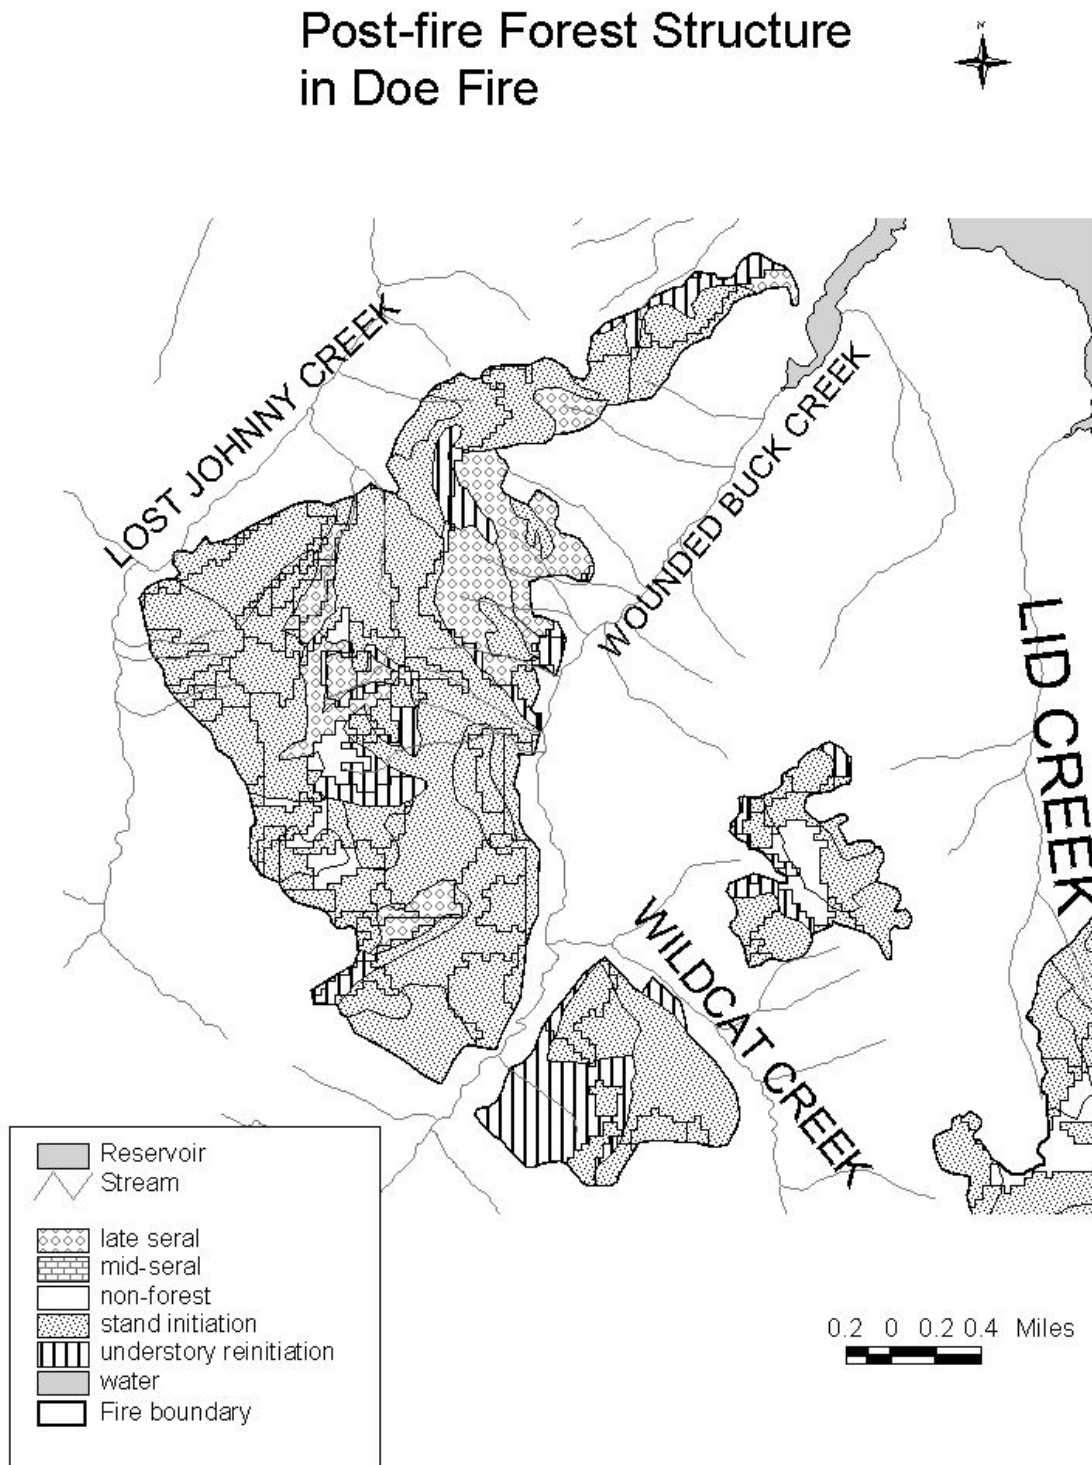 Post-fire Forest Structure
in Doe Fire
N
LOST JOHNNY CREEK
WOUNDED BUCK CREEK
LID CREEK
WILDCAT CREEK
Reservoir
Stream
late seral
mid-seral
non-forest
stand initiation
understory reinitiation
water
Fire boundary
0.2 0 0.2 0.4 Miles